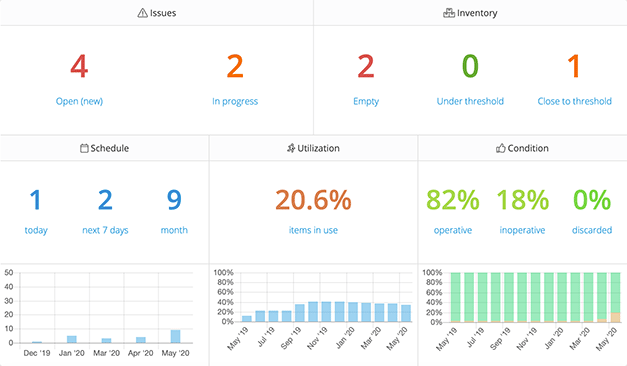 Issues
Inventory
4
2
2
0
1
Open (new)
In progress
Empty
Under threshold
Close to threshold
Schedule
Utilization
Condition
1
2
9
20.6%
82%
18%
0%
today
next 7 days
month
items in use
operative
inoperative
discarded
50
40
30
20
10
0
Dec '19
Jan '20
Mar '20
Apr '20
May '20
100%
80%
60%
40%
20%
0%
May '19
Jul '19
Sep '19
Nov '19
Jan '20
Mar '20
May '20
100%
80%
60%
40%
20%
0%
May '19
Jul '19
Sep '19
Nov '19
Jan '20
Mar '20
May '20